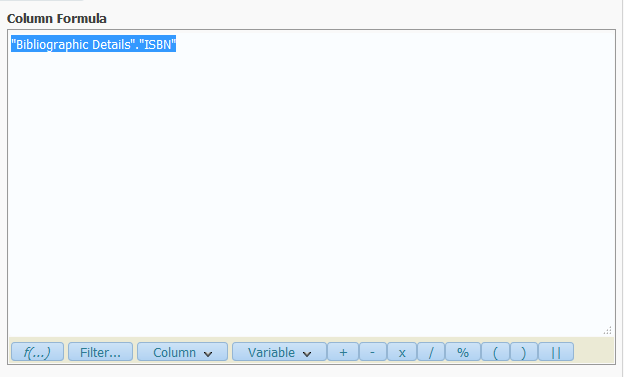 Column Formula
"Bibliographic Details"."ISBN"
f(...) Filter... Column Variable + - x / % ( ) ||